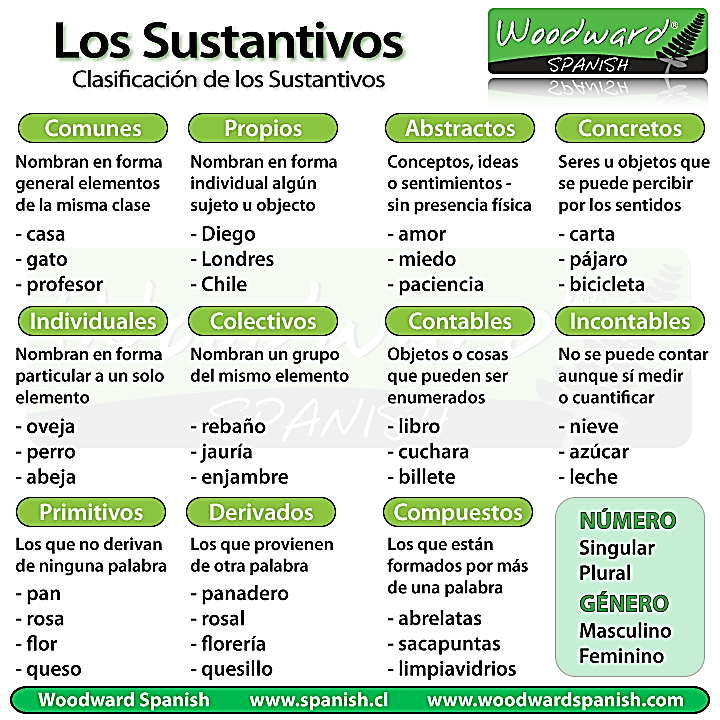 Los Sustantivos
Clasificación de los Sustantivos
Woodward®
SPANISH
Comunes
Nombran en forma
general elementos
de la misma clase
- casa
- gato
- profesor
Propios
Nombran en forma
individual algún
sujeto u objecto
- Diego
- Londres
- Chile
Abstractos
Conceptos, ideas
o sentimientos -
sin presencia física
- amor
- miedo
- paciencia
Concretos
Seres u objetos que
se puede percibir
por los sentidos
- carta
- pájaro
- bicicleta
Individuales
Nombran en forma
particular a un solo
elemento
- oveja
- perro
- abeja
Colectivos
Nombran un grupo
del mismo elemento
- rebaño
- jauría
- enjambre
Contables
Objetos o cosas
que pueden ser
enumerados
- libro
- cuchara
- billete
Incontables
No se puede contar
aunque sí medir
o cuantificar
- nieve
- azúcar
- leche
Primitivos
Los que no derivan
de ninguna palabra
- pan
- rosa
- flor
- queso
Derivados
Los que provienen
de otra palabra
- panadero
- rosal
- florería
- quesillo
Compuestos
Los que están
formados por más
de una palabra
- abrelatas
- sacapuntas
- limpiavidrios
NÚMERO
Singular
Plural
GÉNERO
Masculino
Feminino
Woodward Spanish www.spanish.cl www.woodwardspanish.com
Woodward®
SPANISH